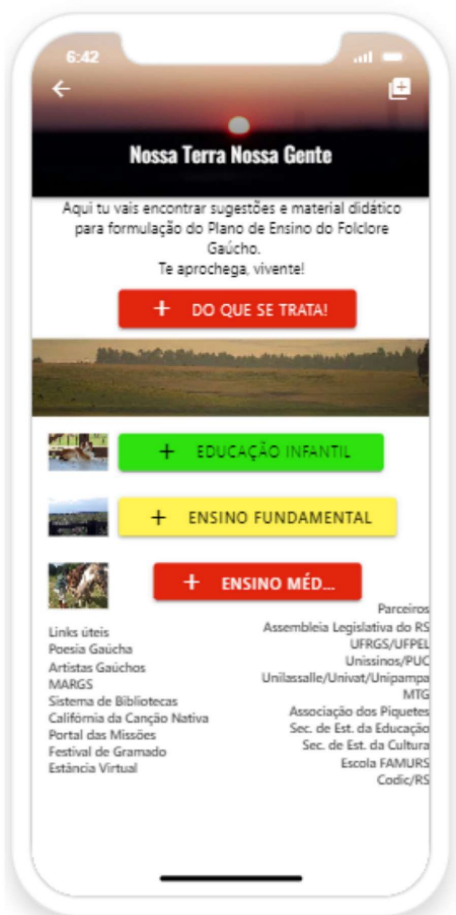 6:42
Nossa Terra Nossa Gente
Aqui tu vais encontrar sugestões e material didático
para formulação do Plano de Ensino do Folclore
Gaúcho.
Te aprochega, vivente!
+ DO QUE SE TRATA!
+ EDUCAÇÃO INFANTIL
+ ENSINO FUNDAMENTAL
+ ENSINO MÉD...
Links úteis
Poesia Gaúcha
Artistas Gaúchos
MARGS
Sistema de Bibliotecas
Califórnia da Canção Nativa
Portal das Missões
Festival de Gramado
Estância Virtual
Parceiros
Assembleia Legislativa do RS
UFRGS/UFPEL
Unissinos/PUC
Unilassalle/Univat/Unipampa
MTG
Associação dos Piquetes
Sec. de Est. da Educação
Sec. de Est. da Cultura
Escola FAMURS
Codic/RS